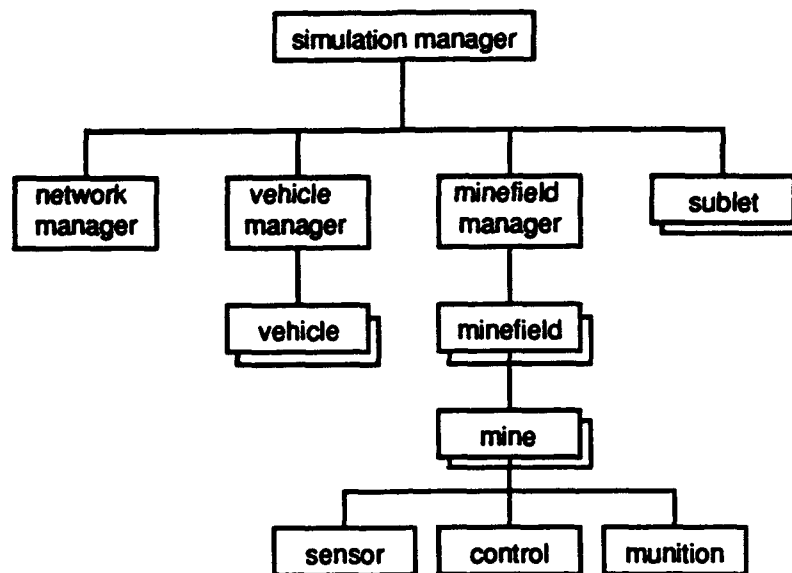 simulation manager
network
manager
vehicle
manager
minefield
manager
sublet
vehicle
minefield
mine
sensor
control
munition